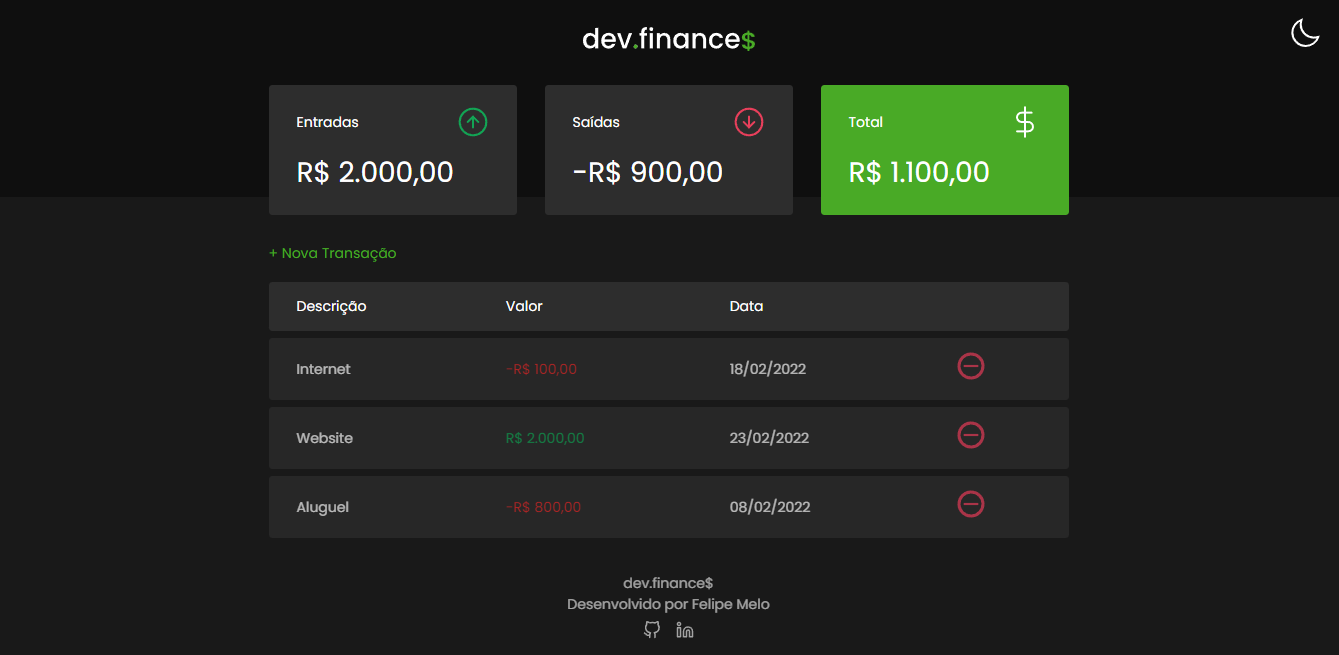 dev.finance$
Entradas
R$ 2.000,00
Saídas
-R$ 900,00
Total
$
R$ 1.100,00
+ Nova Transação
Descrição Valor Data
Internet -R$ 100,00 18/02/2022
Website R$ 2.000,00 23/02/2022
Aluguel -R$ 800,00 08/02/2022
dev.finance$
Desenvolvido por Felipe Melo
in